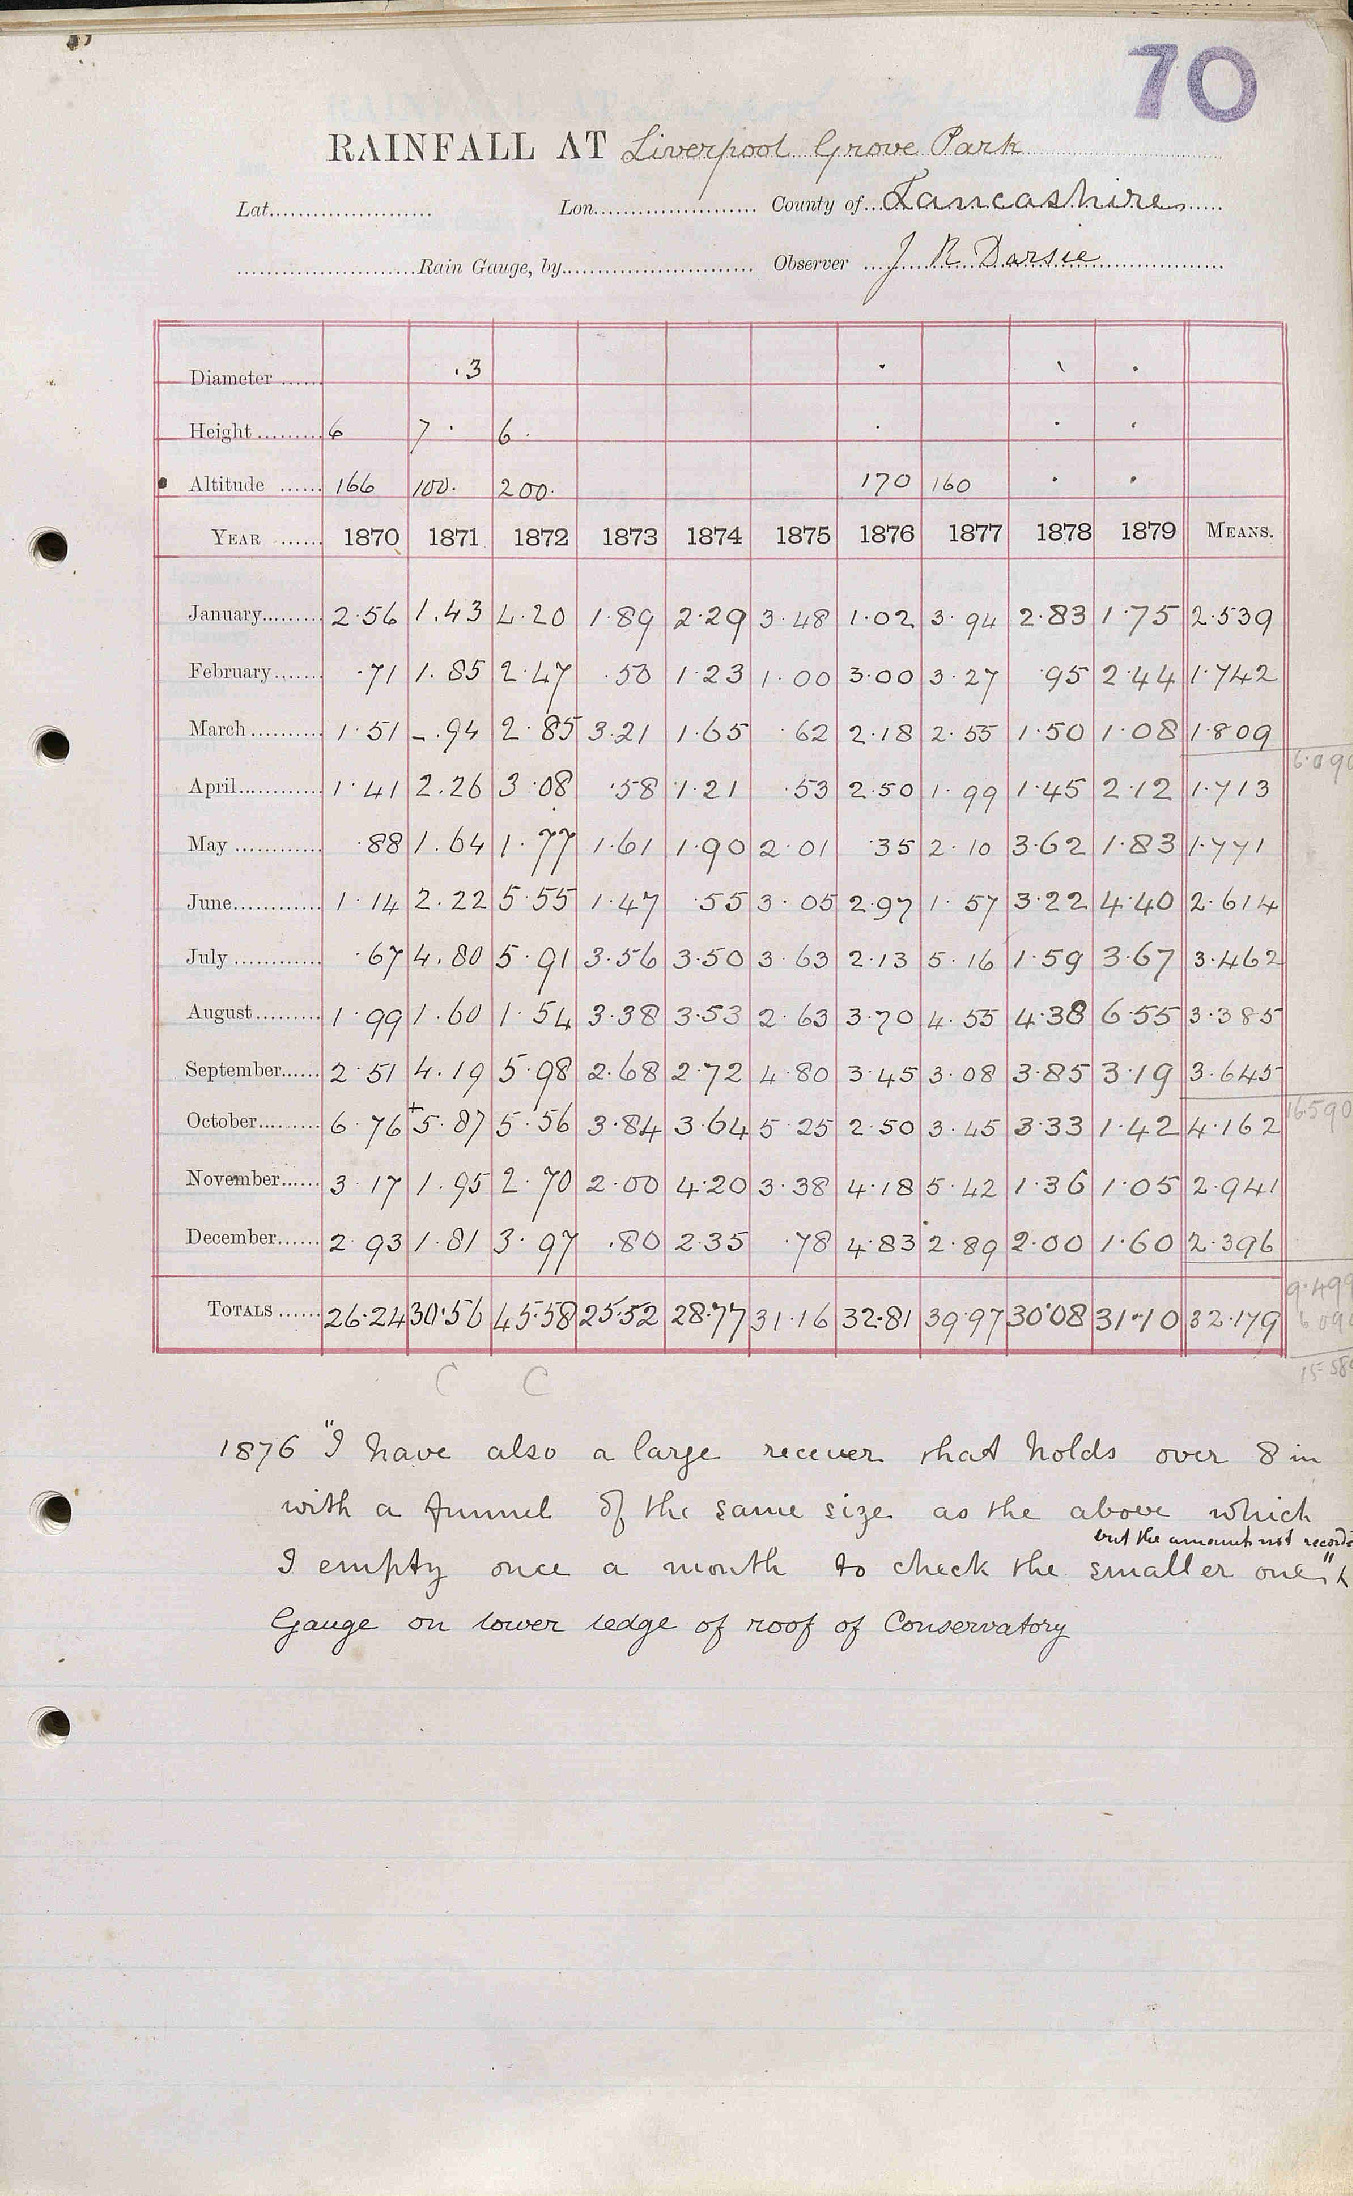 70
RAINFALL AT Liverpool Grove Park
Lat. Lon. County of Lancashire
Rain Gauge, by Observer J R Darsie
Diameter .3
Height 6 7. 6.
Altitude 166 100. 200. 170 160
YEAR 1870 1871 1872 1873 1874 1875 1876 1877 1878 1879 MEANS.
January 2.56 1.43 4.20 1.89 2.29 3.48 1.02 3.94 2.83 1.75 2.539
February .71 1.85 2.47 .50 1.23 1.00 3.00 3.27 .95 2.44 1.742
March 1.51 -.94 2.85 3.21 1.65 .62 2.18 2.55 1.50 1.08 1.809
6.090
April 1.41 2.26 3.08 .58 1.21 .53 2.50 1.99 1.45 2.12 1.713
May .88 1.64 1.77 1.61 1.90 2.01 .35 2.10 3.62 1.83 1.771
June 1.14 2.22 5.55 1.47 .55 3.05 2.97 1.57 3.22 4.40 2.614
July .67 4.80 5.91 3.56 3.50 3.63 2.13 5.16 1.59 3.67 3.462
August 1.99 1.60 1.54 3.38 3.53 2.63 3.70 4.55 4.38 6.55 3.385
September 2.51 4.19 5.98 2.68 2.72 4.80 3.45 3.08 3.85 3.19 3.645
16.590
October 6.76 +5.87 5.56 3.84 3.64 5.25 2.50 3.45 3.33 1.42 4.162
November 3.17 1.95 2.70 2.00 4.20 3.38 4.18 5.42 1.36 1.05 2.941
December 2.93 1.81 3.97 .80 2.35 .78 4.83 2.89 2.00 1.60 2.396
9.499
TOTALS 26.24 30.56 45.58 25.52 28.77 31.16 32.81 39.97 30.08 31.10 32.179
C C
1876 "I have also a large receiver that holds over 8 in
with a funnel of the same size as the above which
but the amount not
I empty once a month to check the smaller one"
Gauge on lower ledge of roof of Conservatory